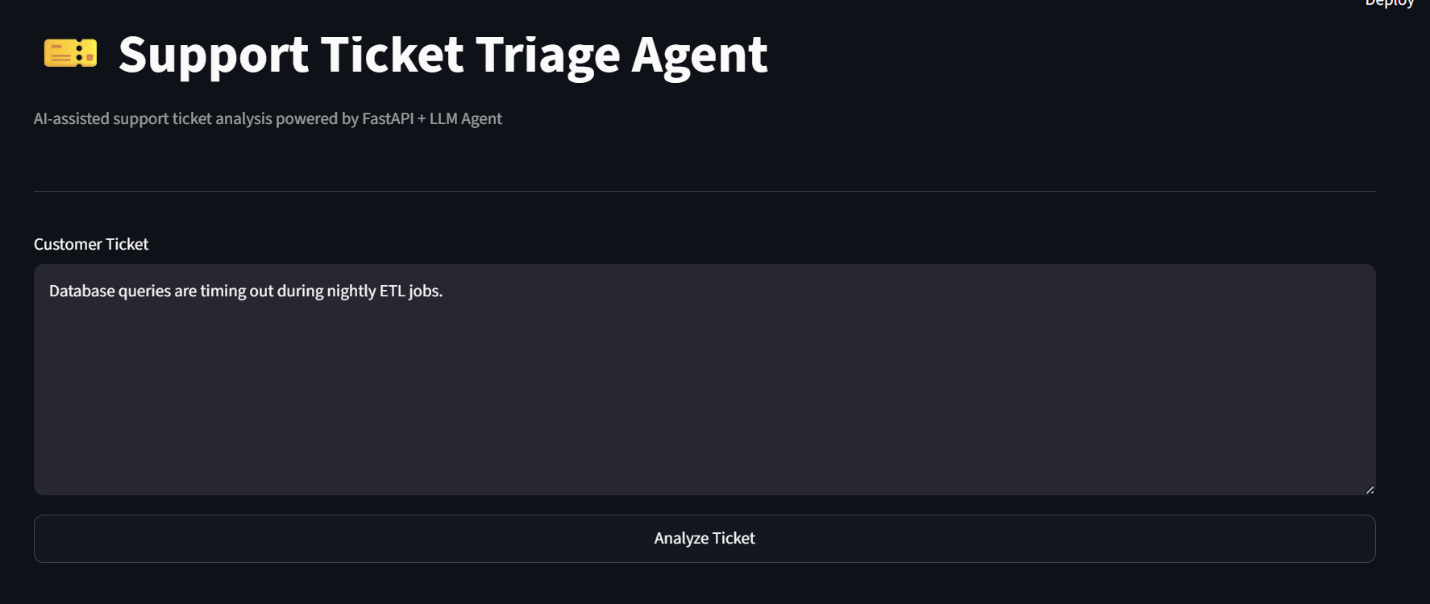 Deploy
Support Ticket Triage Agent
AI-assisted support ticket analysis powered by FastAPI + LLM Agent
Customer Ticket
Database queries are timing out during nightly ETL jobs.
Analyze Ticket